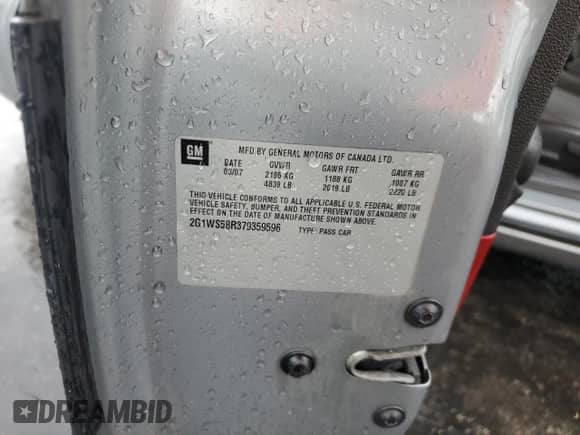 GM
MFD BY GENERAL MOTORS OF CANADA LTD.
DATE GVWR GAWR FRT GAWR RR
03/07 2195 KG 1188 KG 1007 KG
4839 LB 2619 LB 2220 LB
THIS VEHICLE CONFORMS TO ALL APPLICABLE U.S. FEDERAL MOTOR
VEHICLE SAFETY, BUMPER, AND THEFT PREVENTION STANDARDS IN
EFFECT ON THE DATE OF MANUFACTURE SHOWN ABOVE.
2G1WS58R379359596 TYPE: PASS CAR
DREAMBID